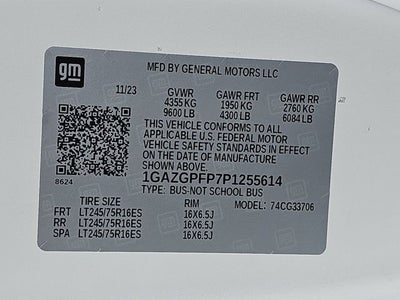 gm
MFD BY GENERAL MOTORS LLC
11/23 GVWR GAWR FRT GAWR RR
4355 KG 1950 KG 2760 KG
9600 LB 4300 LB 6084 LB
THIS VEHICLE CONFORMS TO ALL
APPLICABLE U.S. FEDERAL MOTOR
VEHICLE SAFETY STANDARDS IN
EFFECT ON THE DATE OF
MANUFACTURE SHOWN ABOVE.
8624 1GAZGPFP7P1255614
TYPE: BUS-NOT SCHOOL BUS
TIRE SIZE RIM MODEL: 74CG33706
FRT LT245/75R16ES 16X6.5J
RR LT245/75R16ES 16X6.5J
SPA LT245/75R16ES 16X6.5J